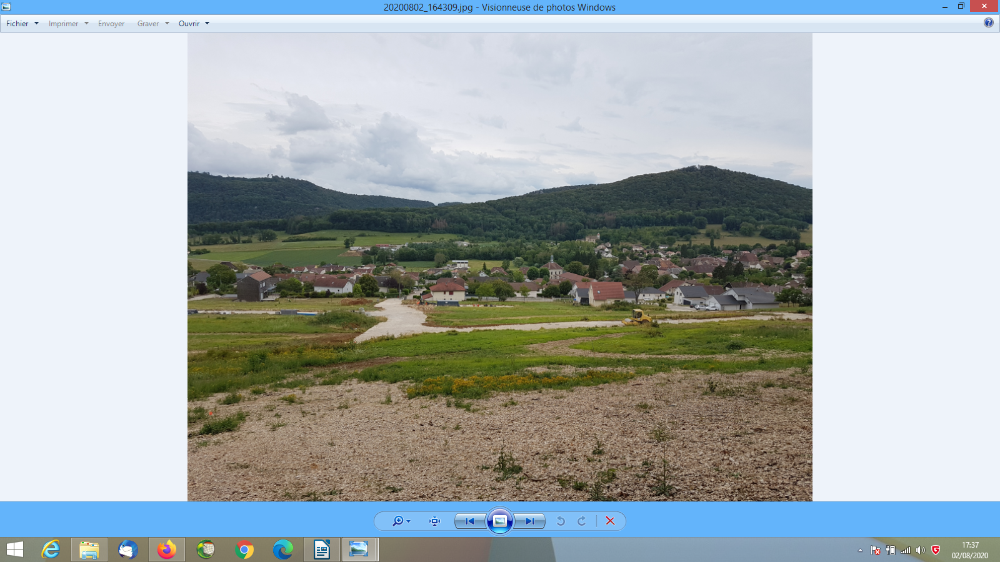 20200802_164309.jpg - Visionneuse de photos Windows
Fichier Imprimer Envoyer Graver Ouvrir
17:37
02/08/2020